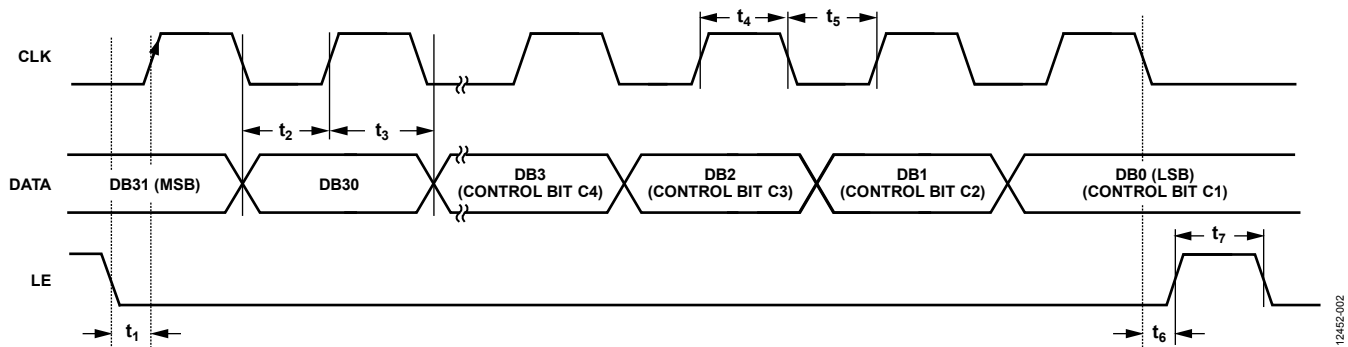 t4 t5
CLK
t2 t3
DATA
DB31 (MSB)
DB30
DB3
(CONTROL BIT C4)
DB2
(CONTROL BIT C3)
DB1
(CONTROL BIT C2)
DB0 (LSB)
(CONTROL BIT C1)
LE
t7
t1
t6
12452-002